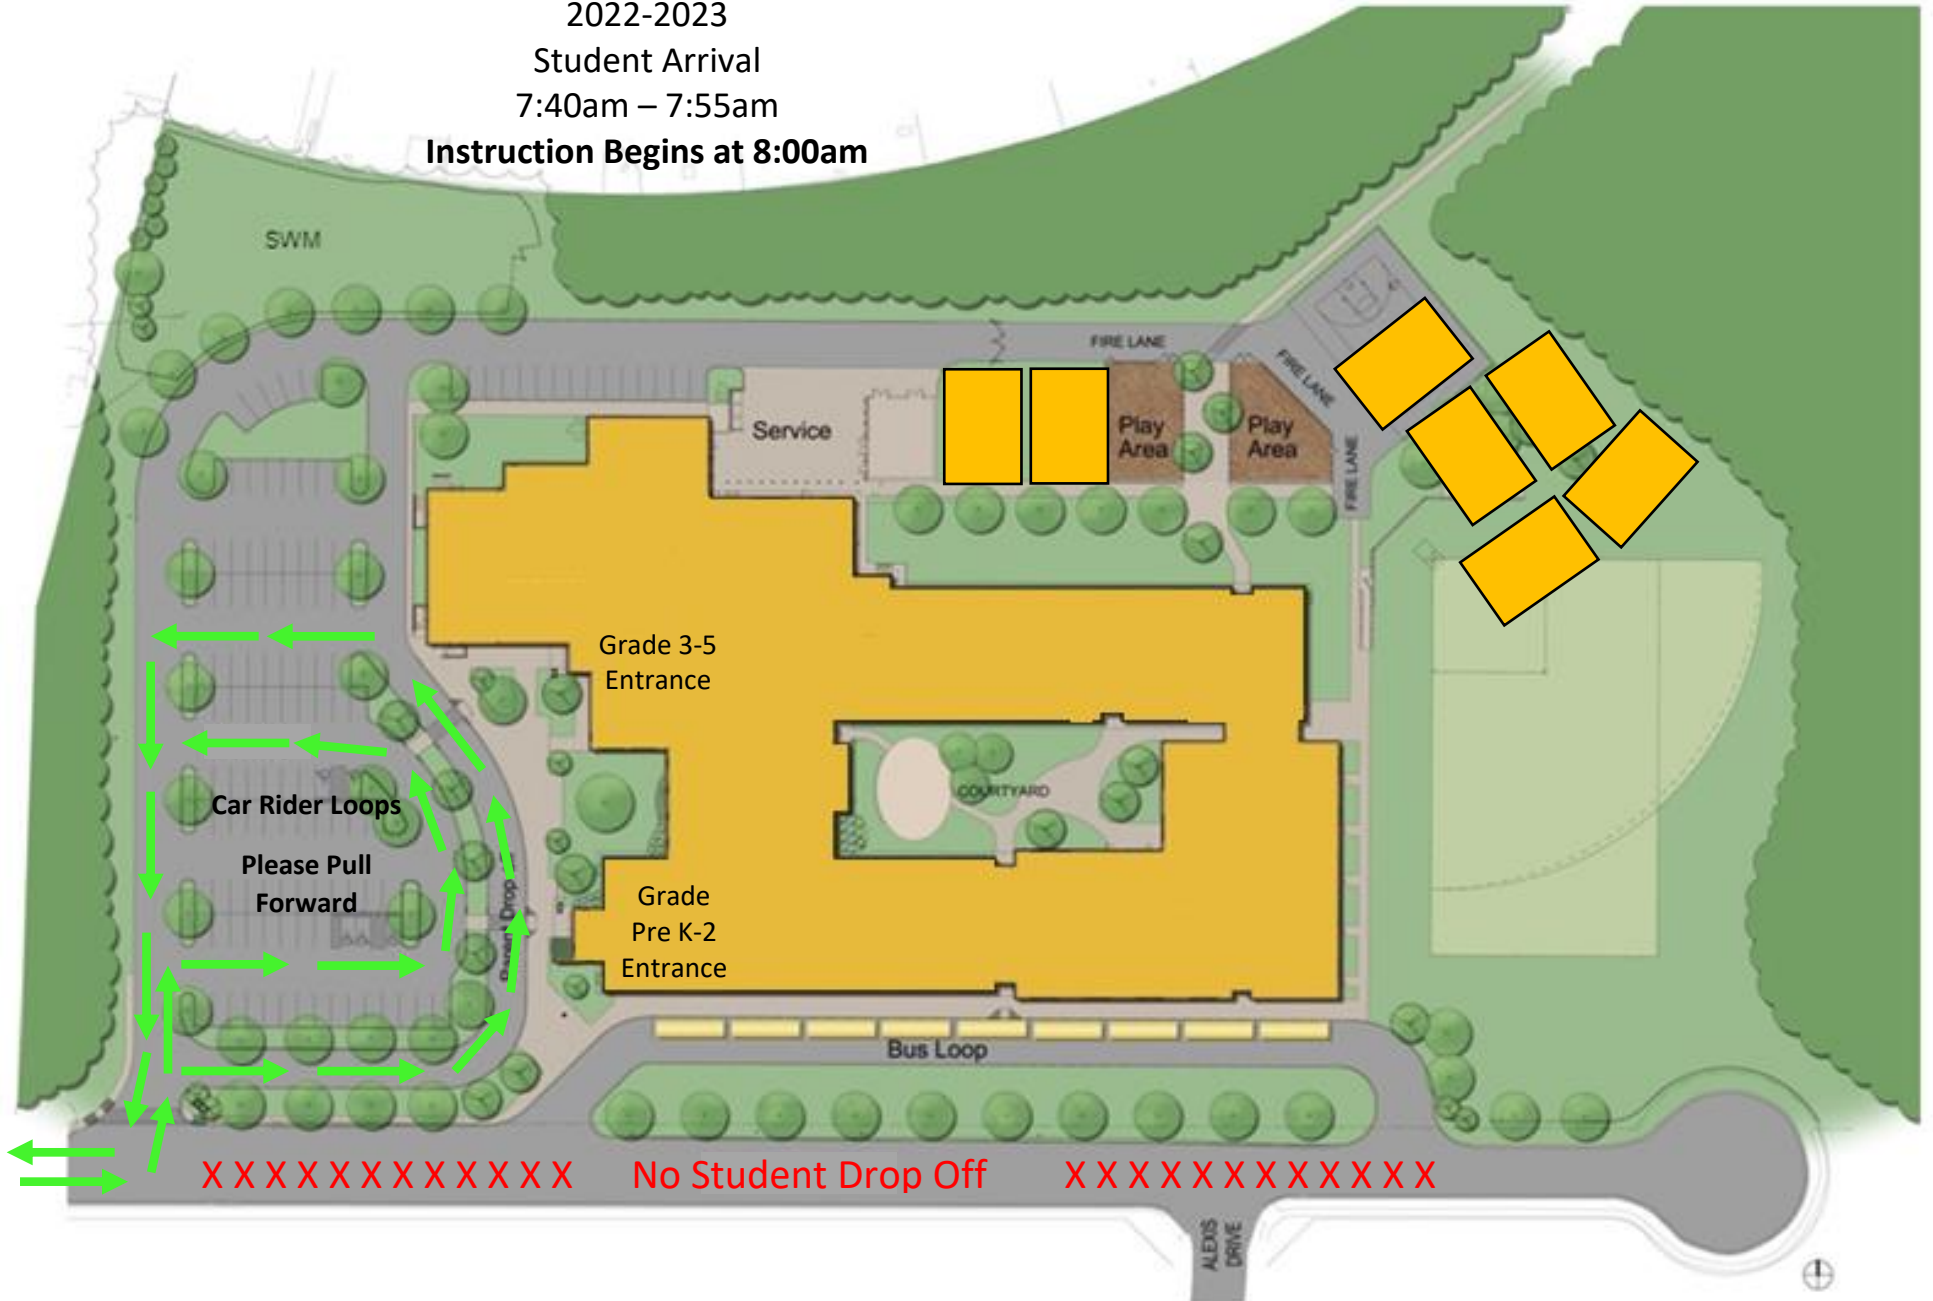 2022-2023
Student Arrival
7:40am – 7:55am
Instruction Begins at 8:00am
SWM
FIRE LANE
FIRE LANE
FIRE LANE
Service
Play
Area
Play
Area
Grade 3-5
Entrance
COURTYARD
Car Rider Loops
Please Pull
Forward
Parent Drop
Grade
Pre K-2
Entrance
Bus Loop
X X X X X X X X X X X X No Student Drop Off X X X X X X X X X X X X
ALEXIS
DRIVE